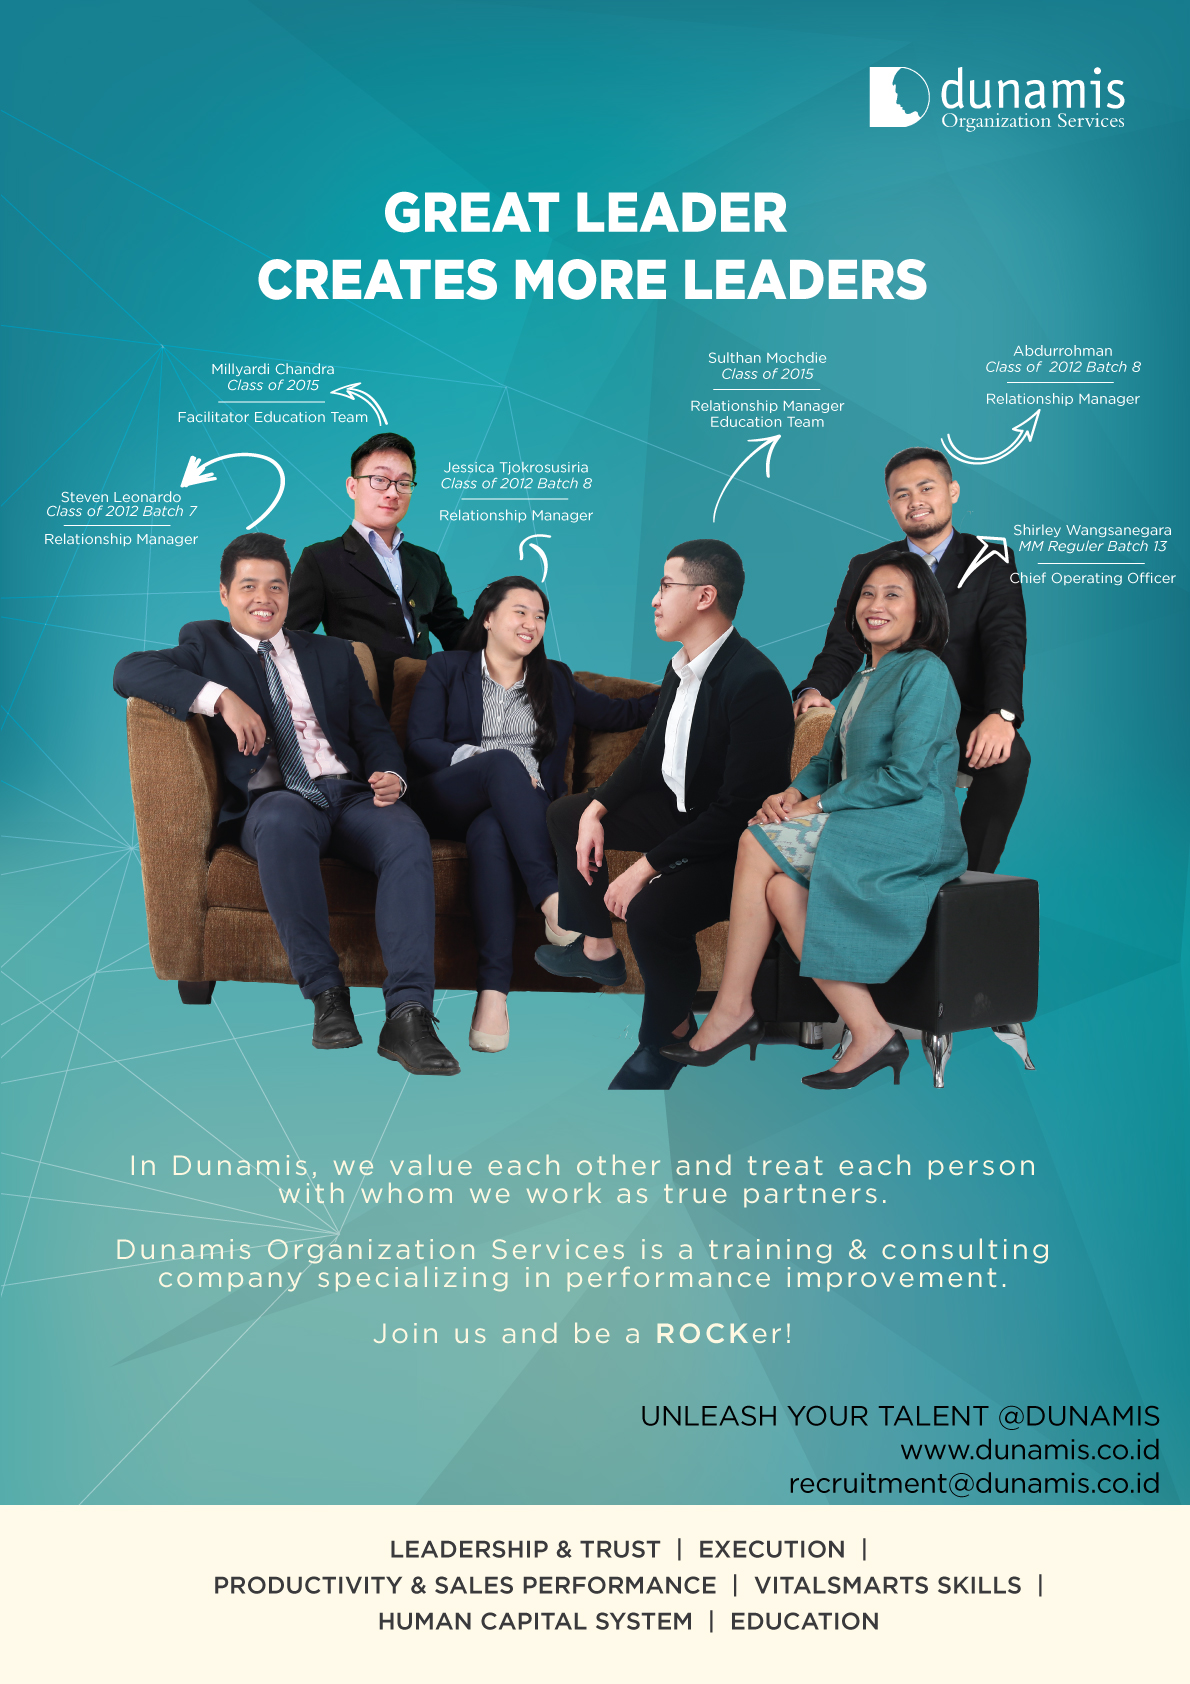 dunamis
Organization Services
GREAT LEADER
CREATES MORE LEADERS
Millyardi Chandra
Class of 2015
Facilitator Education Team
Sulthan Mochdie
Class of 2015
Relationship Manager
Education Team
Abdurrohman
Class of 2012 Batch 8
Relationship Manager
Steven Leonardo
Class of 2012 Batch 7
Relationship Manager
Jessica Tjokrosusiria
Class of 2012 Batch 8
Relationship Manager
Shirley Wangsanegara
MM Reguler Batch 13
Chief Operating Officer
In Dunamis, we value each other and treat each person
with whom we work as true partners.
Dunamis Organization Services is a training & consulting
company specializing in performance improvement.
Join us and be a ROCKer!
UNLEASH YOUR TALENT @DUNAMIS
www.dunamis.co.id
recruitment@dunamis.co.id
LEADERSHIP & TRUST | EXECUTION |
PRODUCTIVITY & SALES PERFORMANCE | VITALSMARTS SKILLS |
HUMAN CAPITAL SYSTEM | EDUCATION